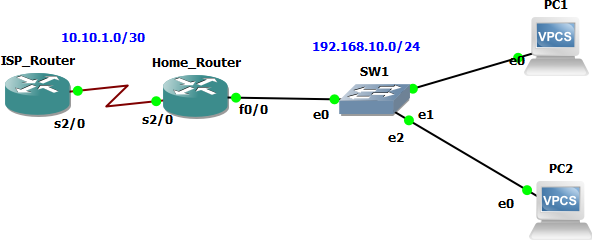 PC1
10.10.1.0/30
VPCS
192.168.10.0/24
ISP_Router
Home_Router
e0
SW1
s2/0
s2/0
f0/0
e0
e1
e2
PC2
e0
VPCS